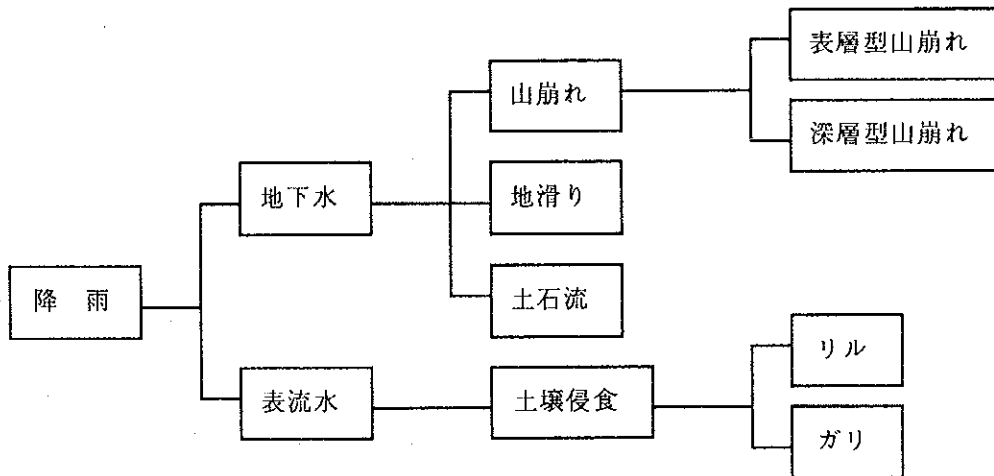 表層型山崩れ
山崩れ
深層型山崩れ
地下水
地滑り
降 雨
土石流
リル
表流水
土壌侵食
ガリ